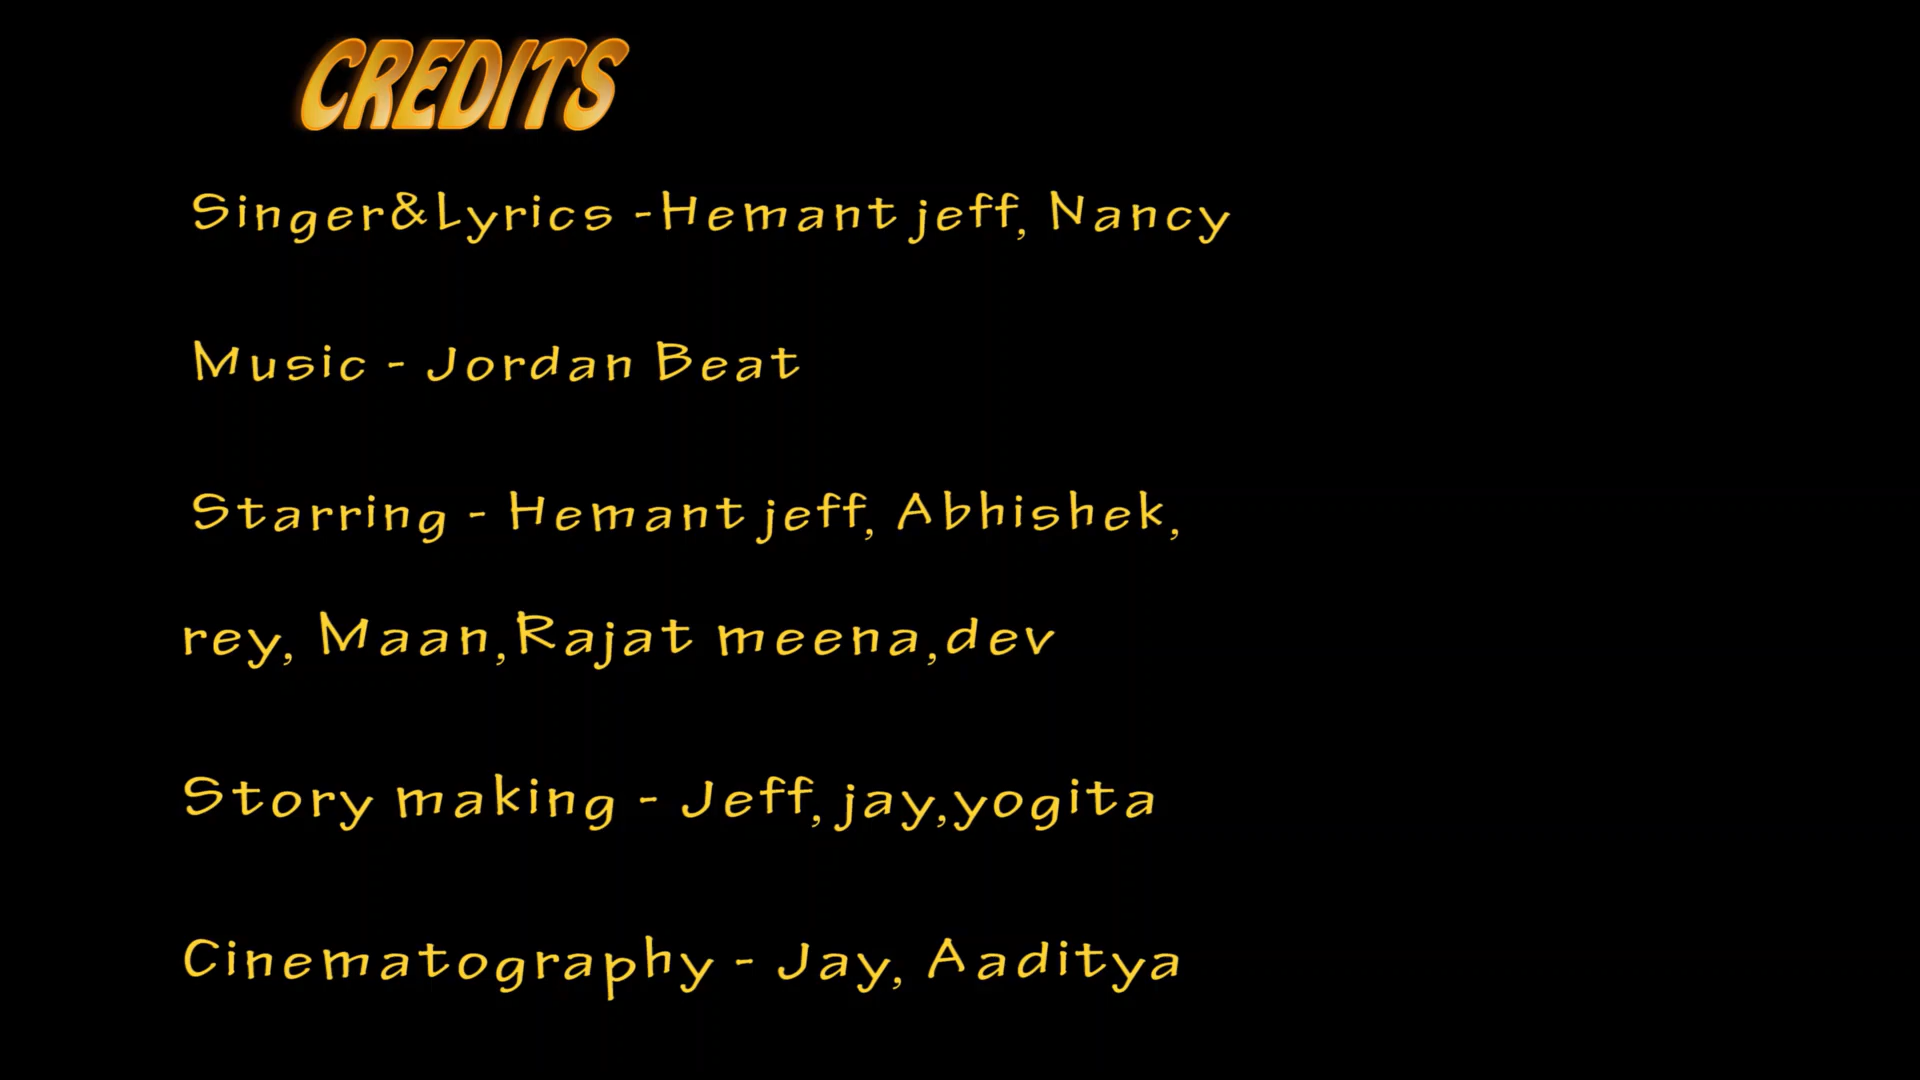 CREDITS
Singer&Lyrics -Hemant jeff, Nancy
Music - Jordan Beat
Starring - Hemant jeff, Abhishek,
rey, Maan,Rajat meena,dev
Story making - Jeff, jay,yogita
Cinematography - Jay, Aaditya